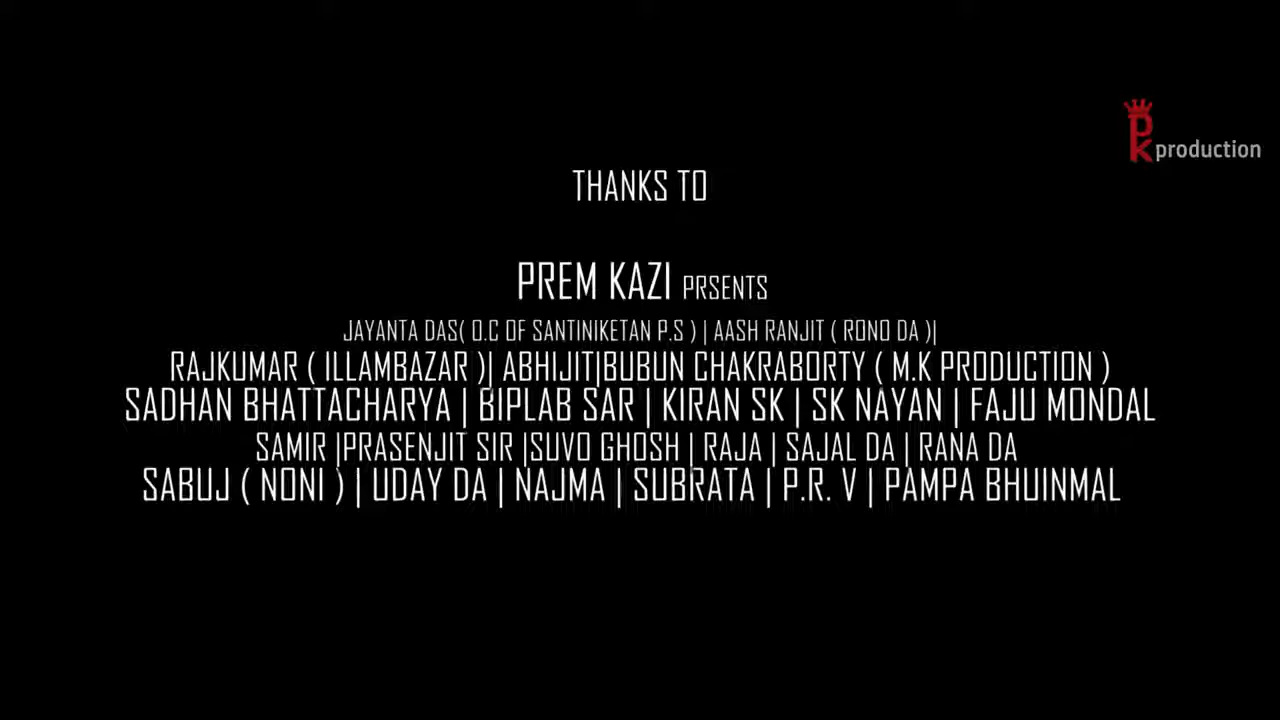 PK production
THANKS TO
PREM KAZI PRSENTS
JAYANTA DAS( O.C OF SANTINIKETAN P.S ) | AASH RANJIT ( RONO DA )|
RAJKUMAR ( ILLAMBAZAR )| ABHIJIT|BUBUN CHAKRABORTY ( M.K PRODUCTION )
SADHAN BHATTACHARYA | BIPLAB SAR | KIRAN SK | SK NAYAN | FAJU MONDAL
SAMIR |PRASENJIT SIR |SUVO GHOSH | RAJA | SAJAL DA | RANA DA
SABUJ ( NONI ) | UDAY DA | NAJMA | SUBRATA | P.R. V | PAMPA BHUINMAL